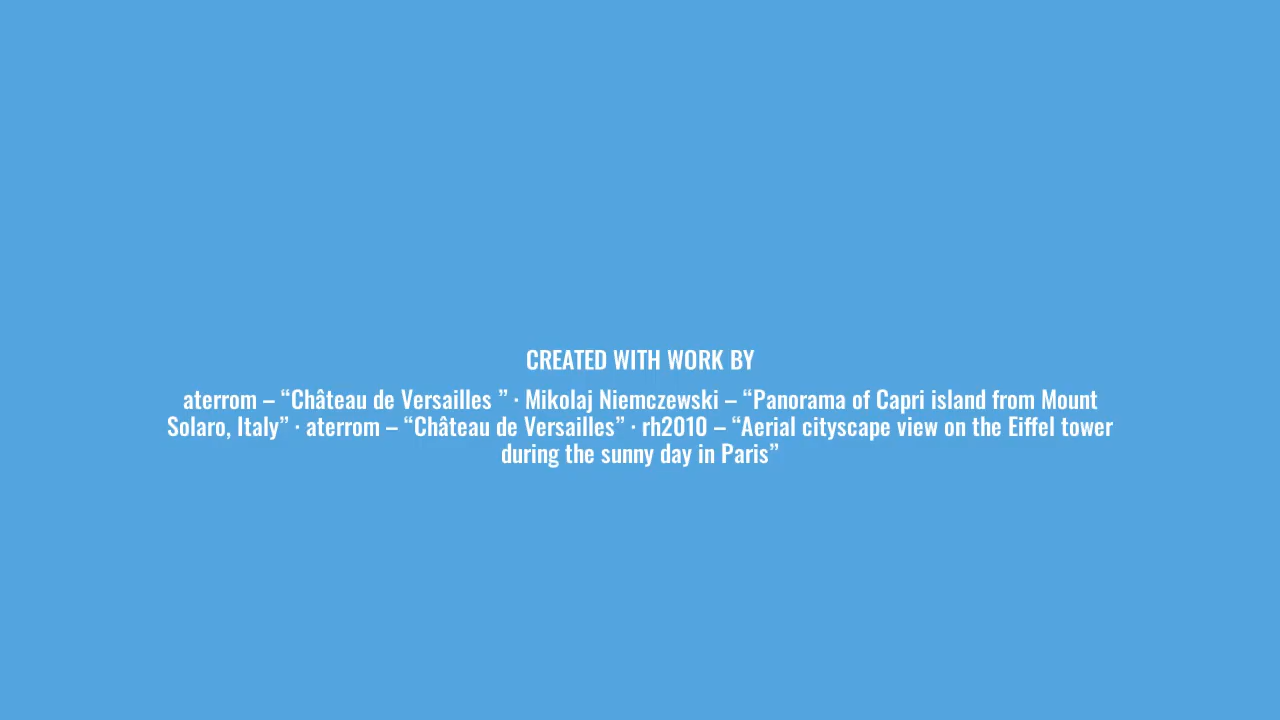 CREATED WITH WORK BY
aterrom – “Château de Versailles ” · Mikolaj Niemczewski – “Panorama of Capri island from Mount
Solaro, Italy” · aterrom – “Château de Versailles” · rh2010 – “Aerial cityscape view on the Eiffel tower
during the sunny day in Paris”